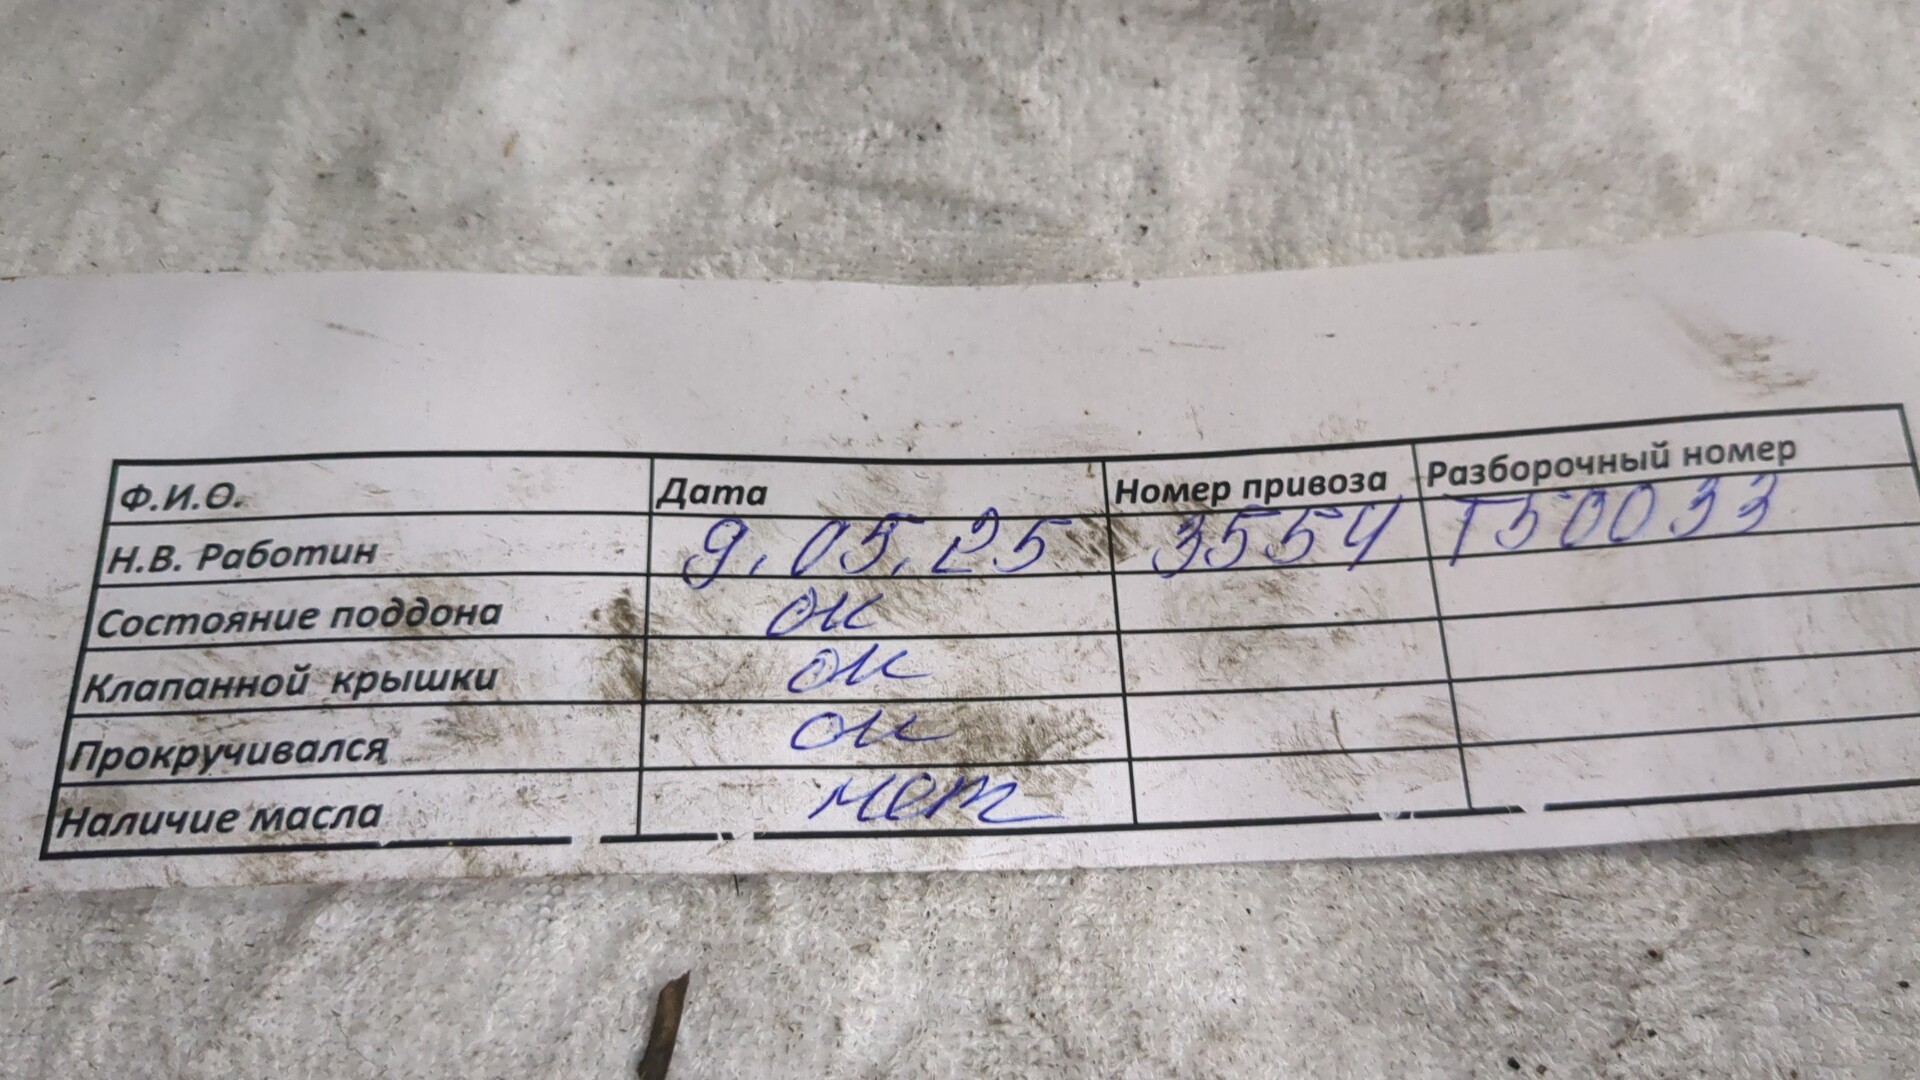 Ф.И.О. Дата Номер привоза Разборочный номер
Н.В. Работин 9.05.25 3554 Т50033
Состояние поддона ок
Клапанной крышки ок
Прокручивался ок
Наличие масла нет